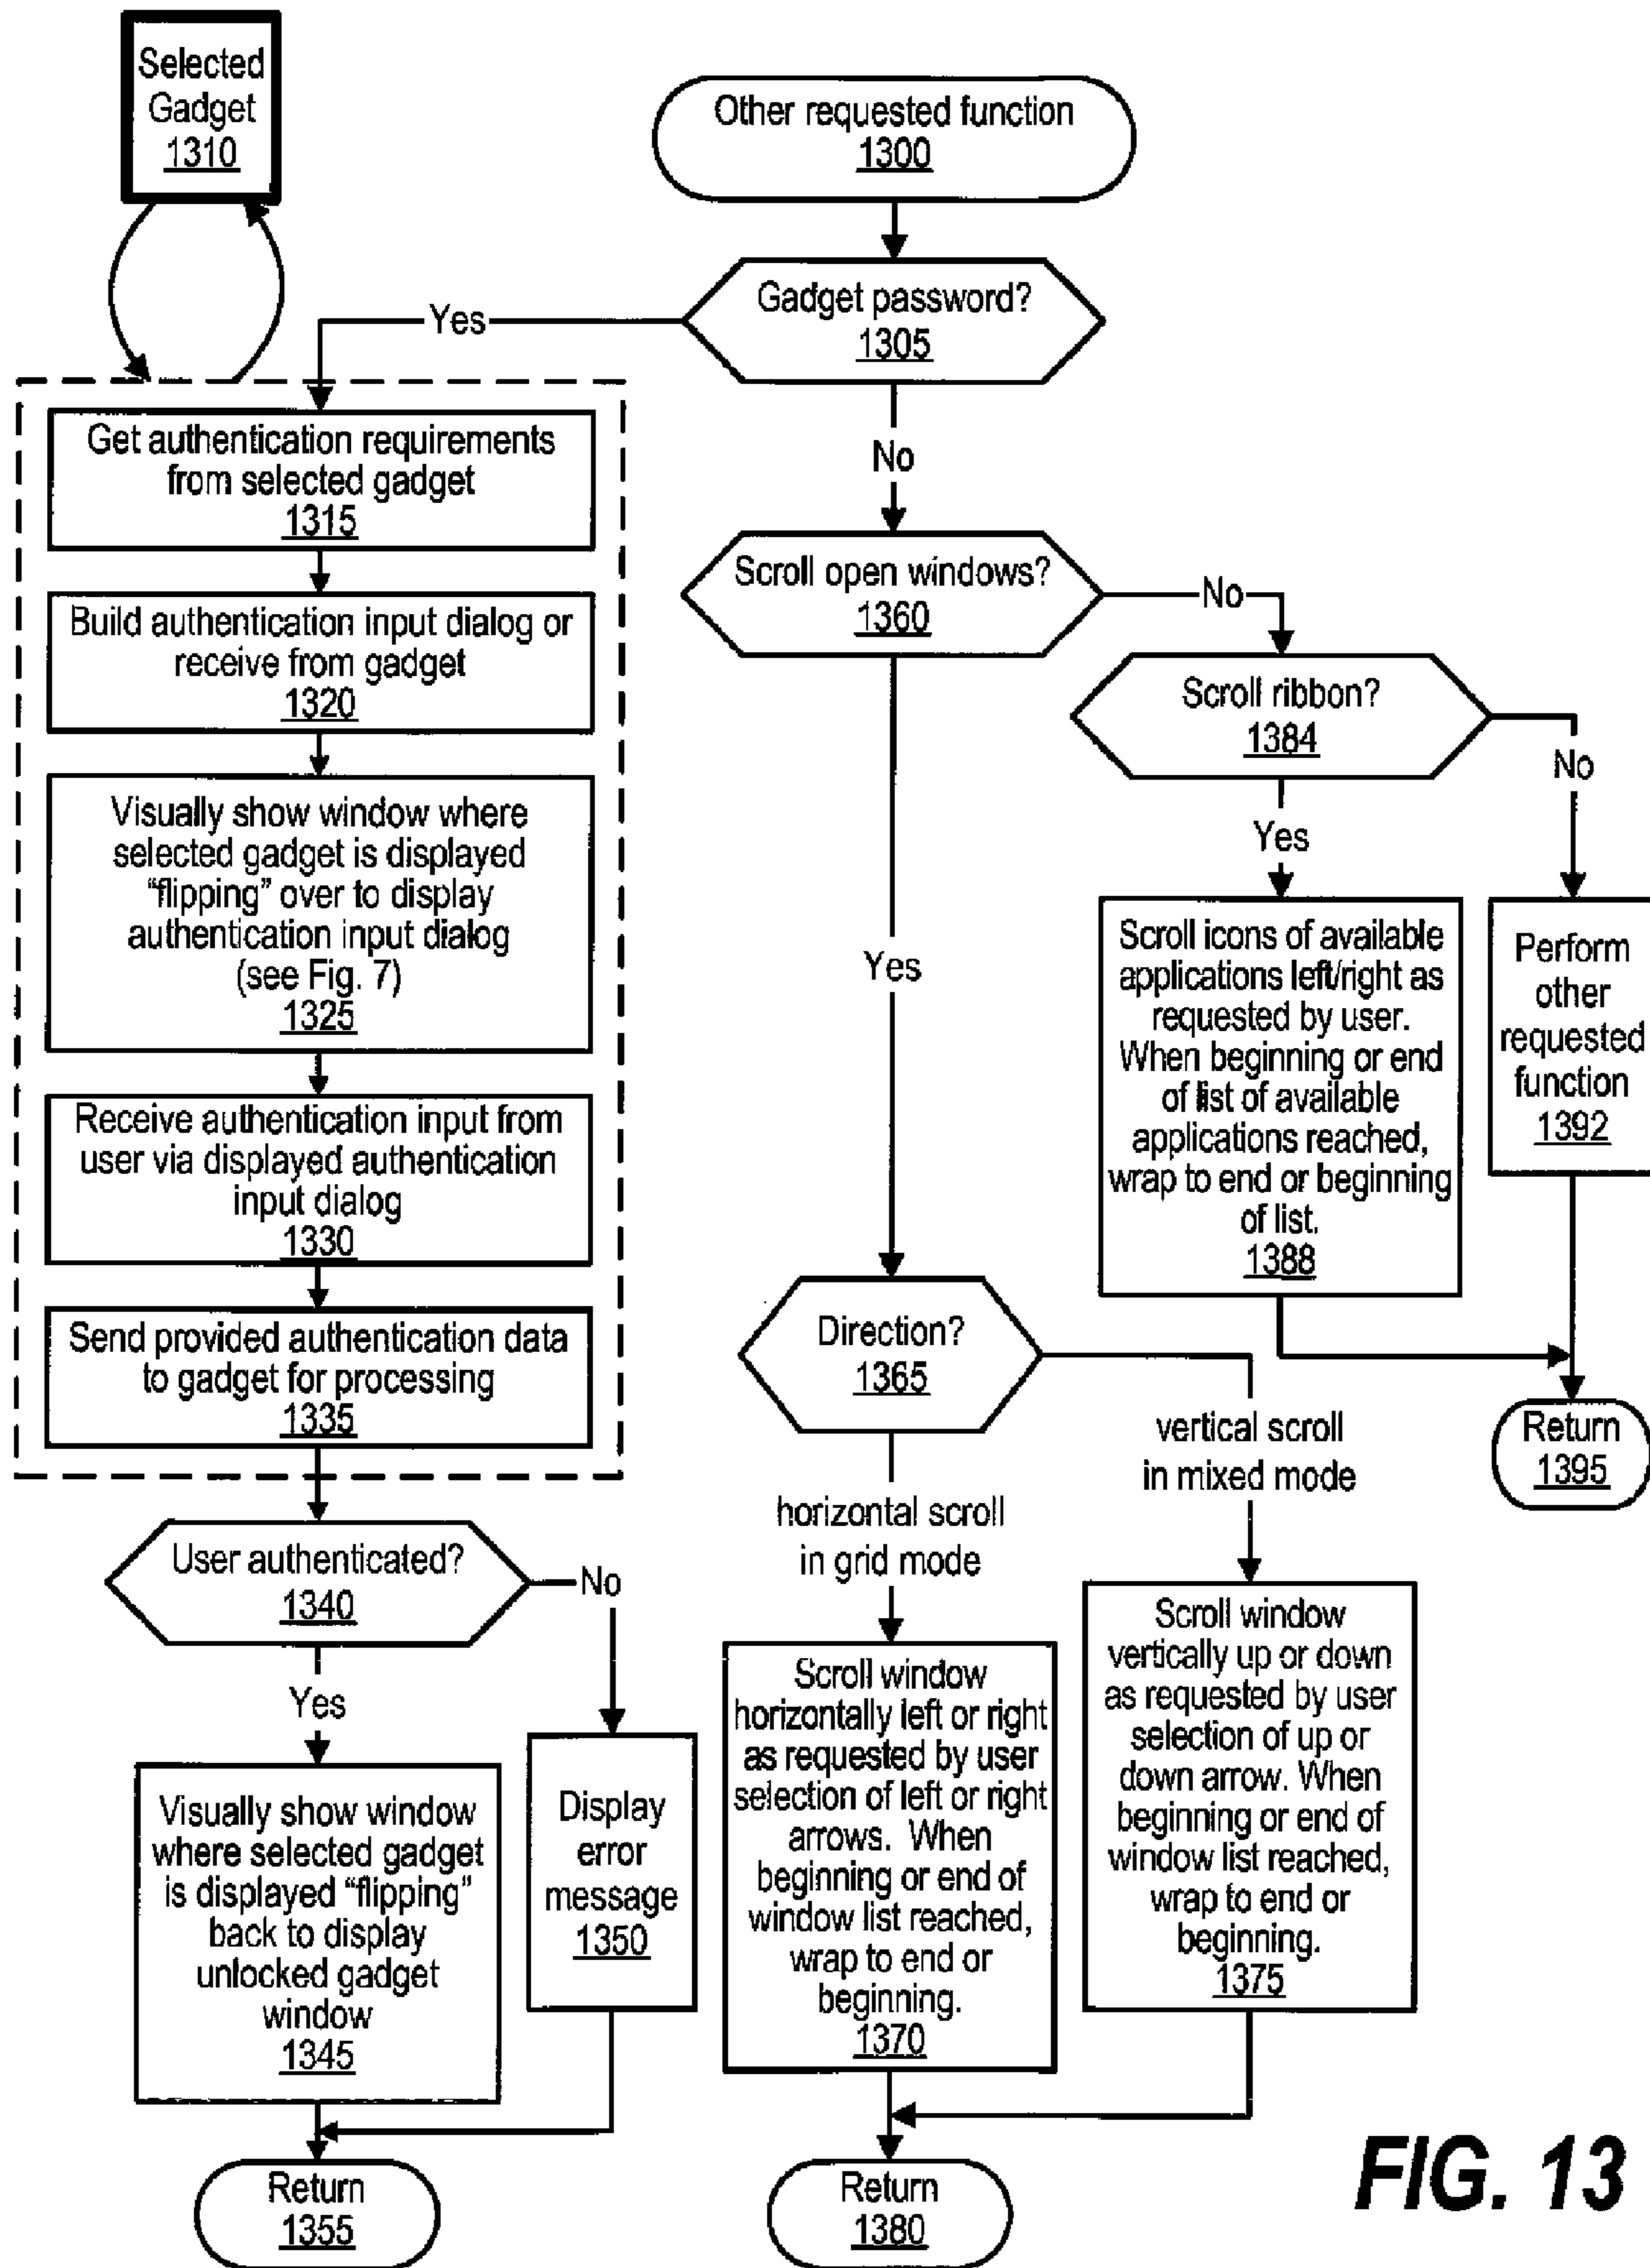 Selected
Gadget
1310
Other requested function
1300
Gadget password?
1305
Yes
No
Get authentication requirements
from selected gadget
1315
Build authentication input dialog or
receive from gadget
1320
Visually show window where
selected gadget is displayed
“flipping” over to display
authentication input dialog
(see Fig. 7)
1325
Receive authentication input from
user via displayed authentication
input dialog
1330
Send provided authentication data
to gadget for processing
1335
User authenticated?
1340
No
Yes
Visually show window
where selected gadget
is displayed “flipping”
back to display
unlocked gadget
window
1345
Display
error
message
1350
Return
1355
Scroll open windows?
1360
No
Yes
Scroll ribbon?
1384
No
Yes
Scroll icons of available
applications left/right as
requested by user.
When beginning or end
of list of available
applications reached,
wrap to end or beginning
of list.
1388
Perform
other
requested
function
1392
Return
1395
Direction?
1365
vertical scroll
in mixed mode
horizontal scroll
in grid mode
Scroll window
horizontally left or right
as requested by user
selection of left or right
arrows. When
beginning or end of
window list reached,
wrap to end or
beginning.
1370
Scroll window
vertically up or down
as requested by user
selection of up or
down arrow. When
beginning or end of
window list reached,
wrap to end or
beginning.
1375
Return
1380
FIG. 13